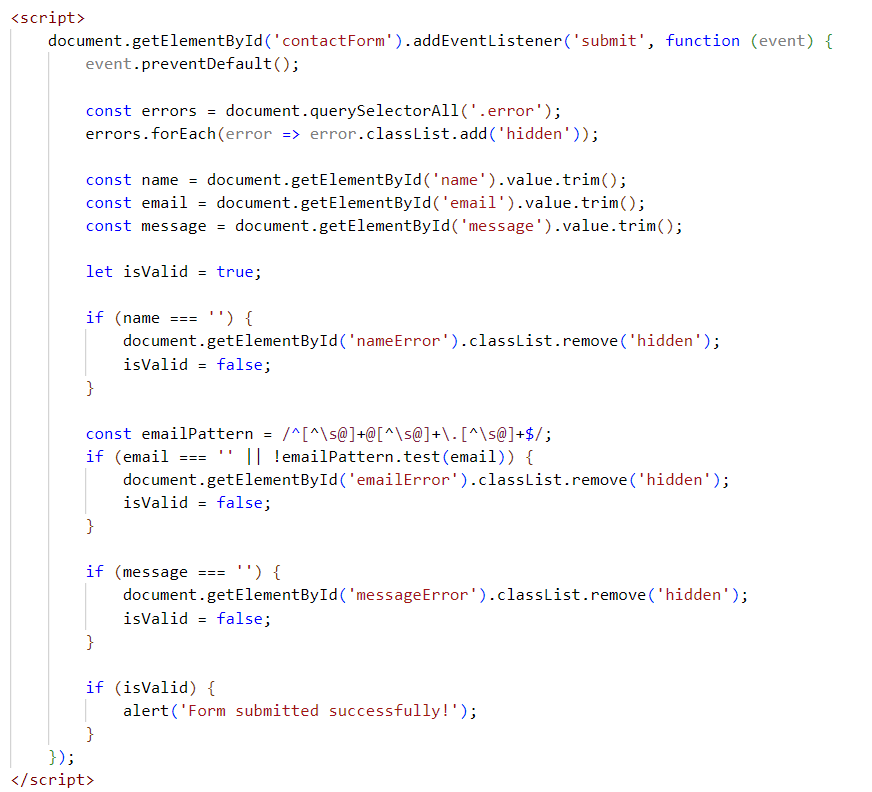 <script>
    document.getElementById('contactForm').addEventListener('submit', function (event) {
        event.preventDefault();

        const errors = document.querySelectorAll('.error');
        errors.forEach(error => error.classList.add('hidden'));

        const name = document.getElementById('name').value.trim();
        const email = document.getElementById('email').value.trim();
        const message = document.getElementById('message').value.trim();

        let isValid = true;

        if (name === '') {
            document.getElementById('nameError').classList.remove('hidden');
            isValid = false;
        }

        const emailPattern = /^[^\s@]+@[^\s@]+\.[^\s@]+$/;
        if (email === '' || !emailPattern.test(email)) {
            document.getElementById('emailError').classList.remove('hidden');
            isValid = false;
        }

        if (message === '') {
            document.getElementById('messageError').classList.remove('hidden');
            isValid = false;
        }

        if (isValid) {
            alert('Form submitted successfully!');
        }
    });
</script>